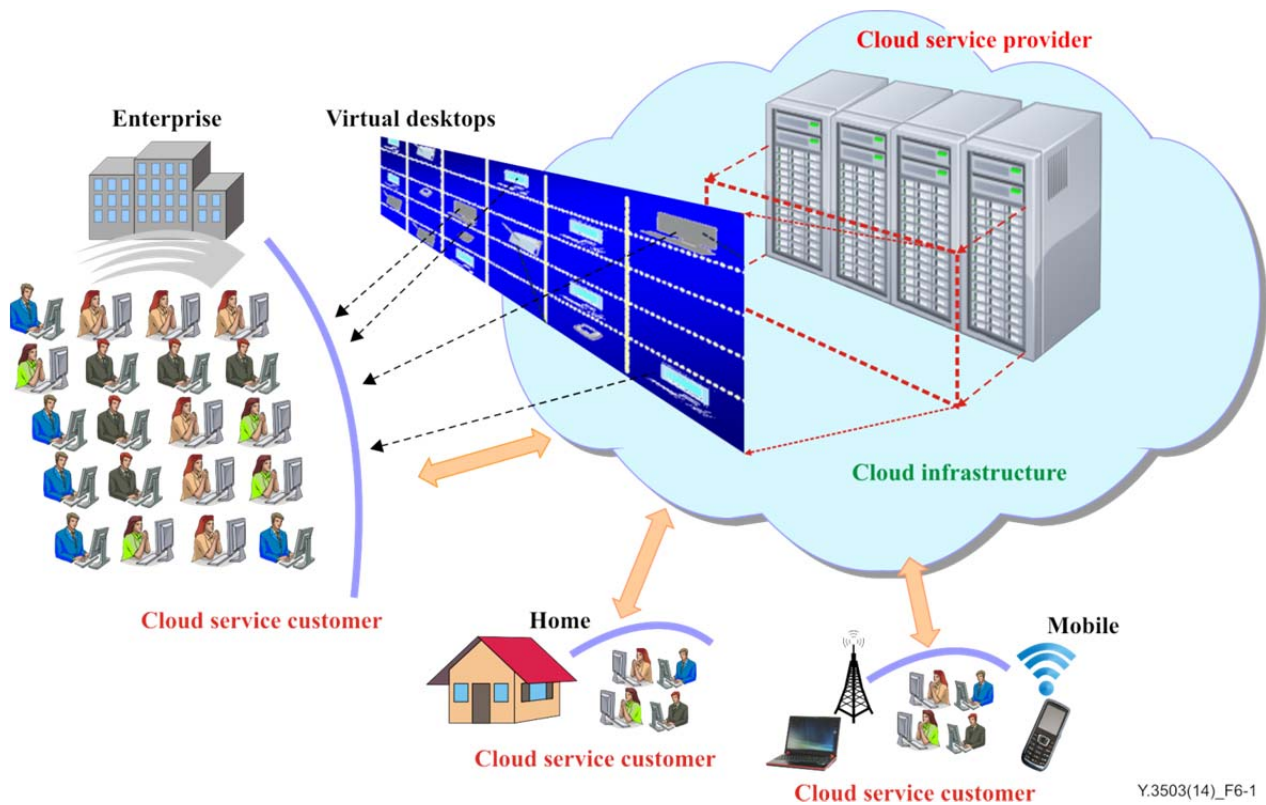 Cloud service provider
Enterprise
Virtual desktops
Cloud infrastructure
Cloud service customer
Home
Mobile
Cloud service customer
Cloud service customer
Y.3503(14)_F6-1